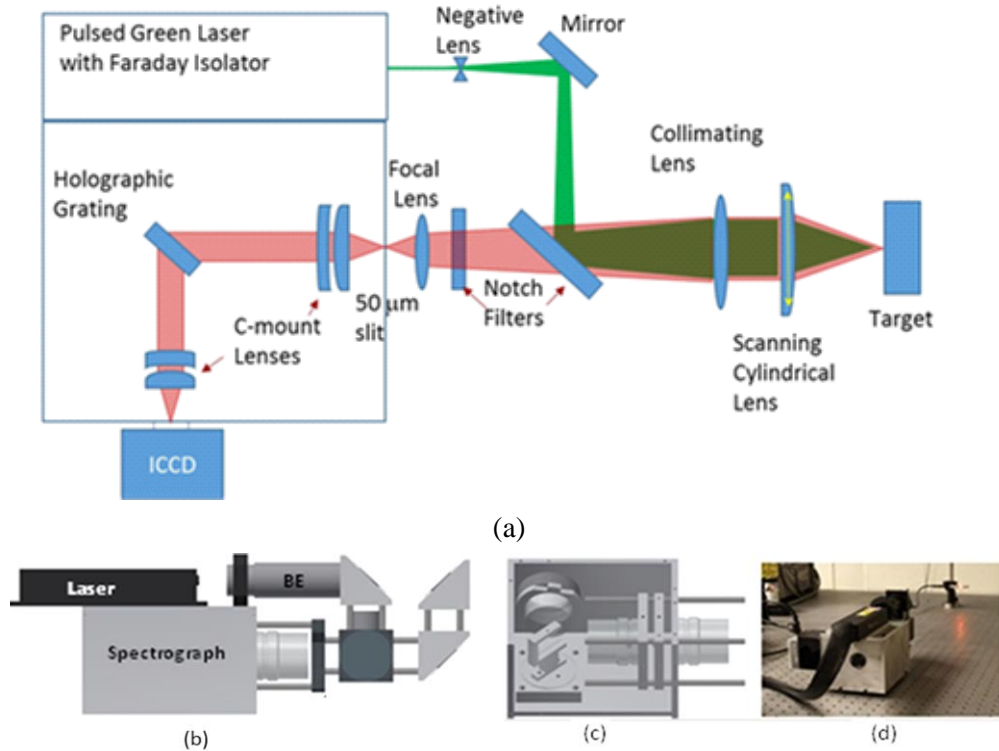 Pulsed Green Laser
with Faraday Isolator
Negative
Lens
Mirror
Collimating
Lens
Holographic
Grating
Focal
Lens
50 μm
slit
Notch
Filters
C-mount
Lenses
Scanning
Cylindrical
Lens
Target
ICCD
(a)
Laser
BE
Spectrograph
(b)
(c)
(d)